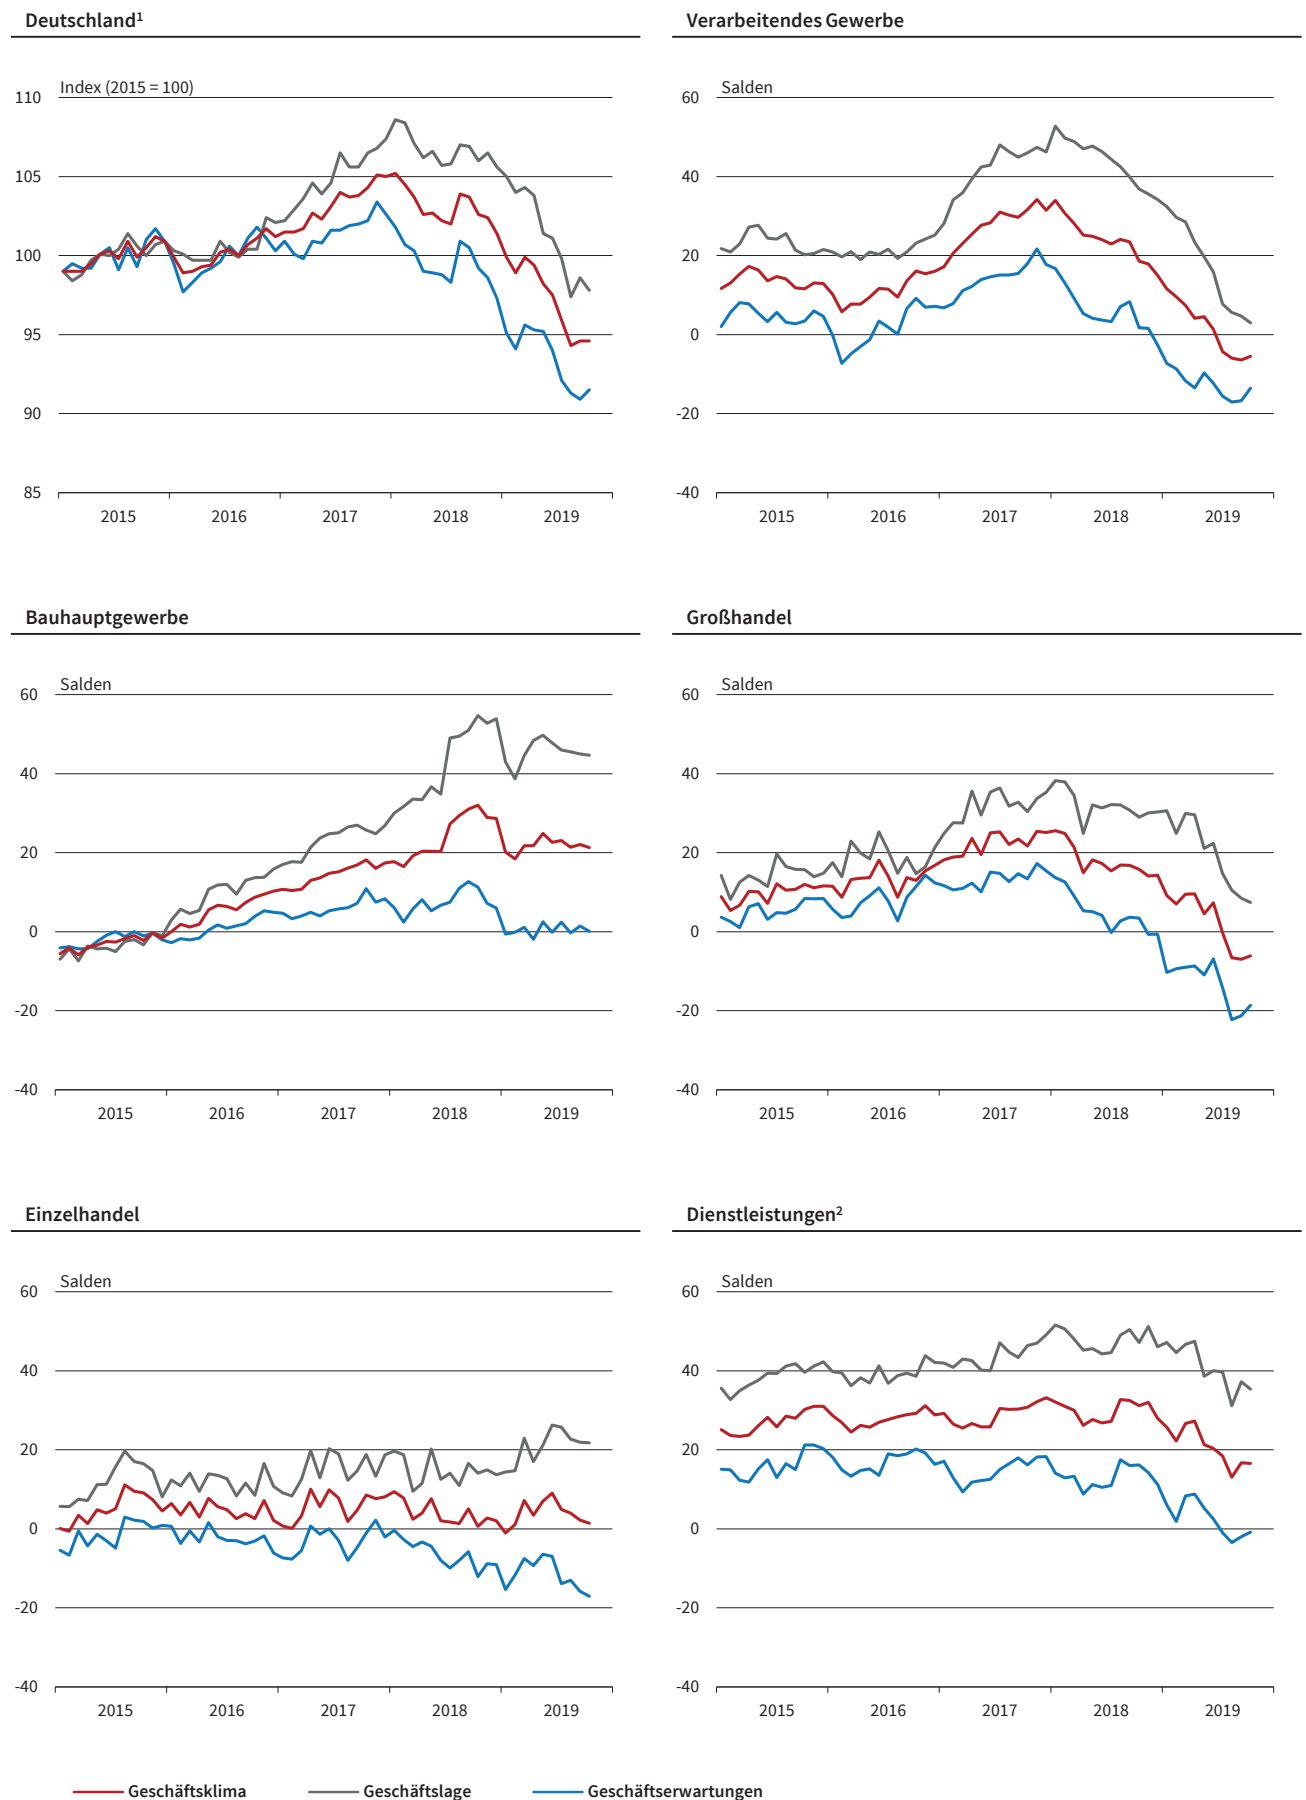 Deutschland¹
Index (2015 = 100)
110
105
100
95
90
85
2015 2016 2017 2018 2019
Verarbeitendes Gewerbe
Salden
60
40
20
0
-20
-40
2015 2016 2017 2018 2019
Bauhauptgewerbe
Salden
60
40
20
0
-20
-40
2015 2016 2017 2018 2019
Großhandel
Salden
60
40
20
0
-20
-40
2015 2016 2017 2018 2019
Einzelhandel
Salden
60
40
20
0
-20
-40
2015 2016 2017 2018 2019
Dienstleistungen²
Salden
60
40
20
0
-20
-40
2015 2016 2017 2018 2019
Geschäftsklima Geschäftslage Geschäftserwartungen